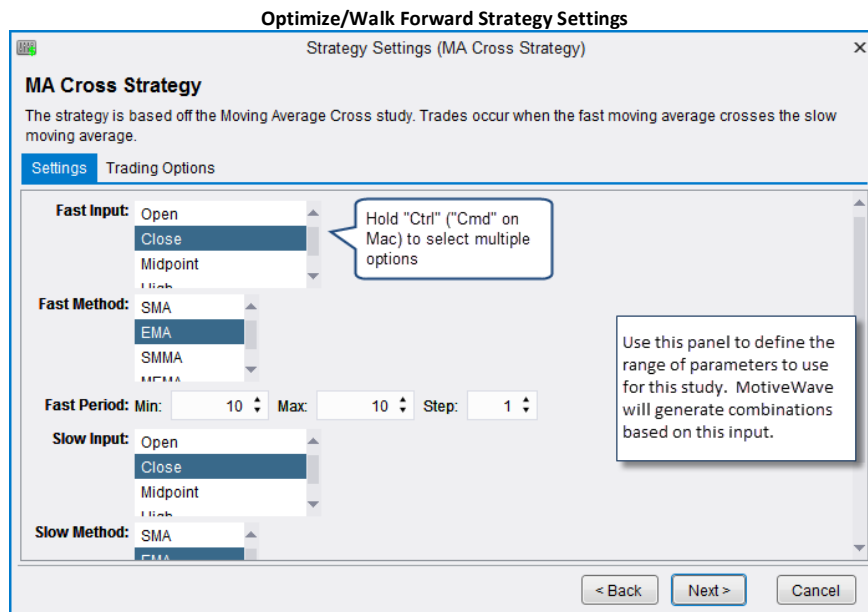 Optimize/Walk Forward Strategy Settings
Strategy Settings (MA Cross Strategy)
MA Cross Strategy
The strategy is based off the Moving Average Cross study. Trades occur when the fast moving average crosses the slow
moving average.
Settings Trading Options
Fast Input:
Open
Close
Midpoint
High
Hold "Ctrl" ("Cmd" on
Mac) to select multiple
options
Fast Method:
SMA
EMA
SMMA
Use this panel to define the
range of parameters to use
for this study. MotiveWave
will generate combinations
based on this input.
Fast Period: Min: 10 Max: 10 Step: 1
Slow Input:
Open
Close
Midpoint
High
Slow Method:
SMA
EMA
< Back Next > Cancel